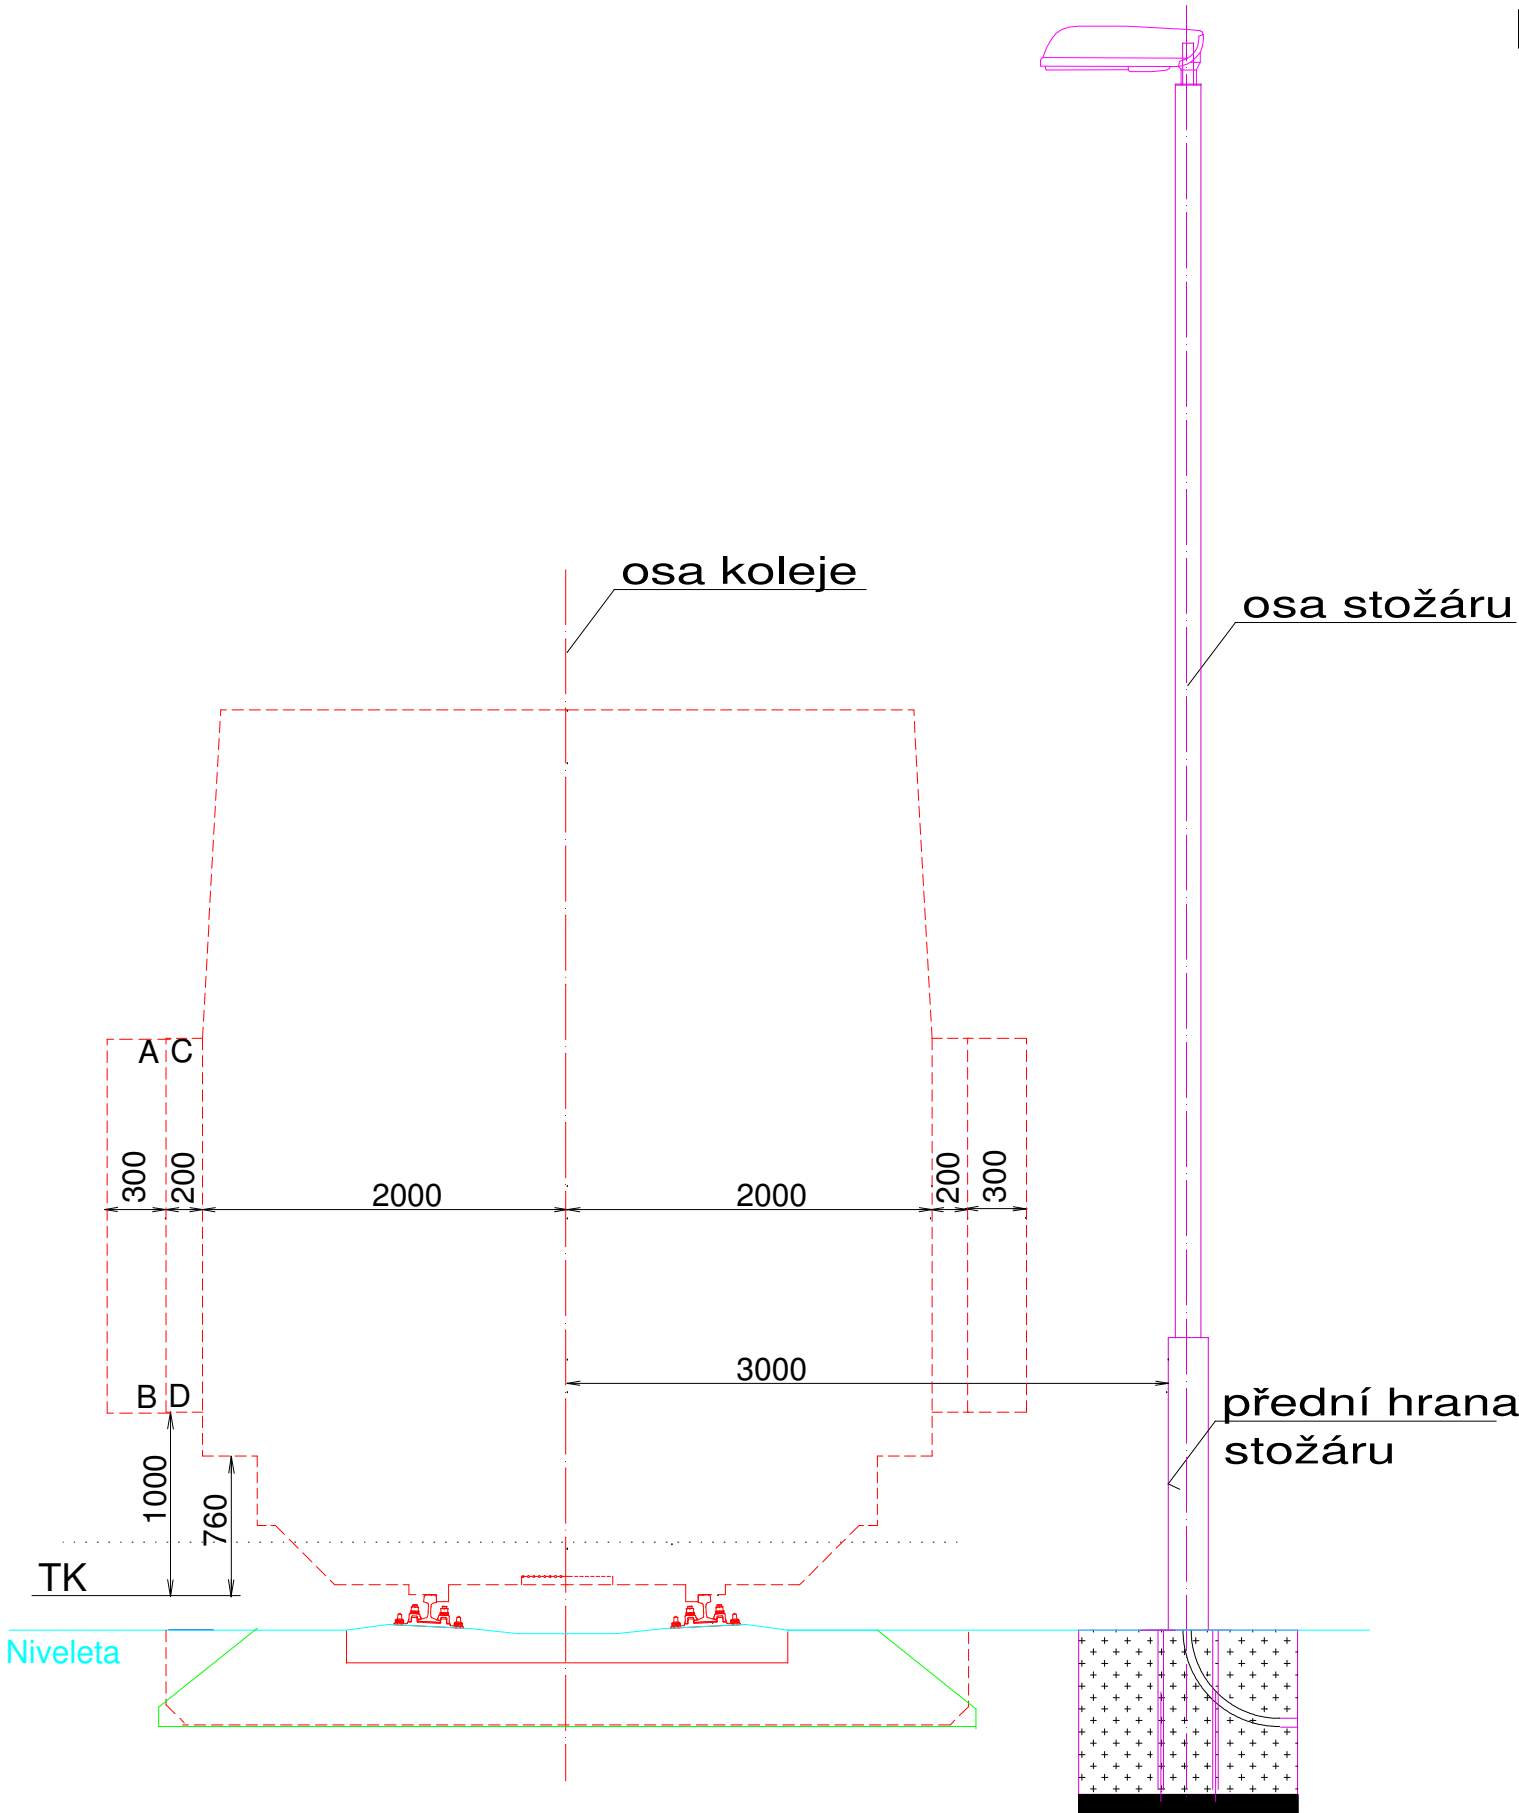 osa koleje
osa stožáru
A C
300
200
2000
2000
200
300
3000
B D
přední hrana
stožáru
1000
760
TK
Niveleta